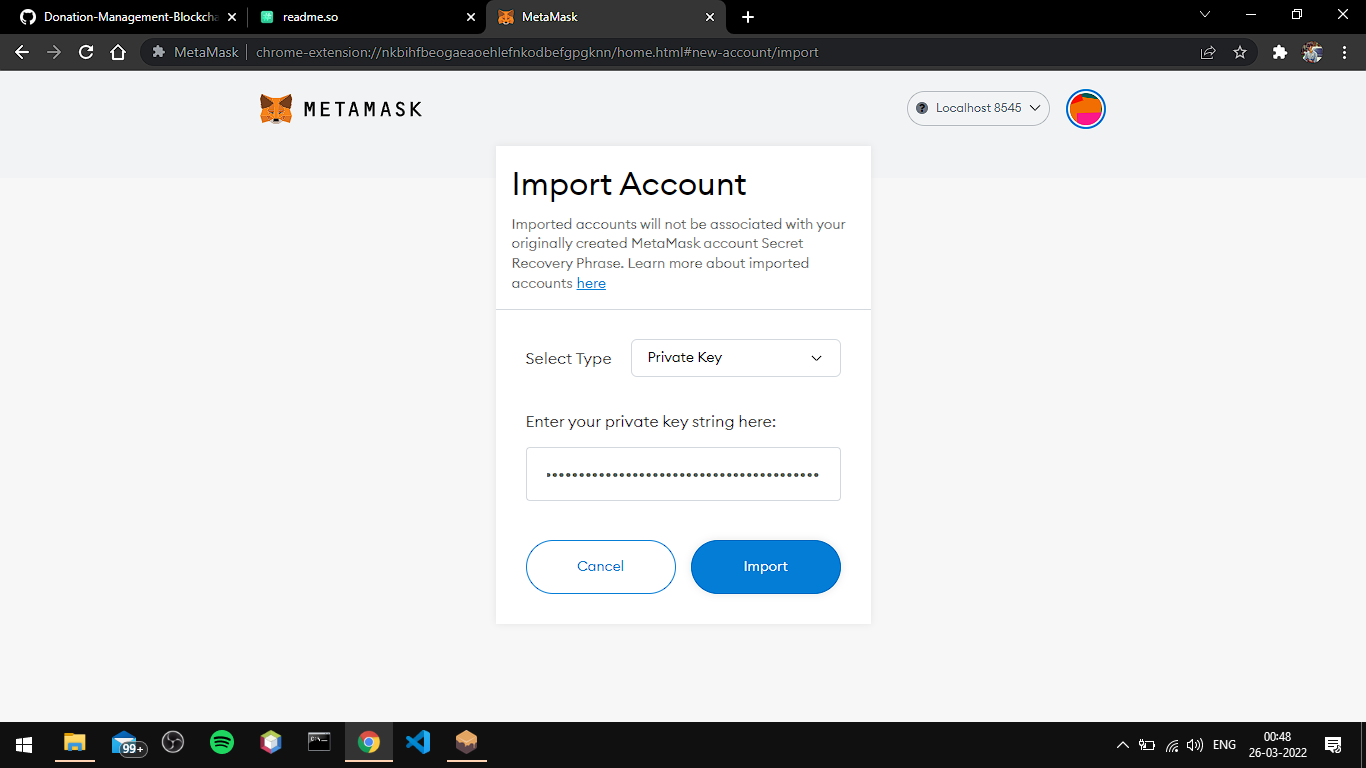 Donation-Management-Blockcha
readme.so
MetaMask
MetaMask
chrome-extension://nkbihfbeogaeaoehlefnkodbefgpgknn/home.html#new-account/import
METAMASK
Localhost 8545
Import Account
Imported accounts will not be associated with your
originally created MetaMask account Secret
Recovery Phrase. Learn more about imported
accounts here
Select Type
Private Key
Enter your private key string here:
Cancel
Import
99+
ENG
00:48
26-03-2022